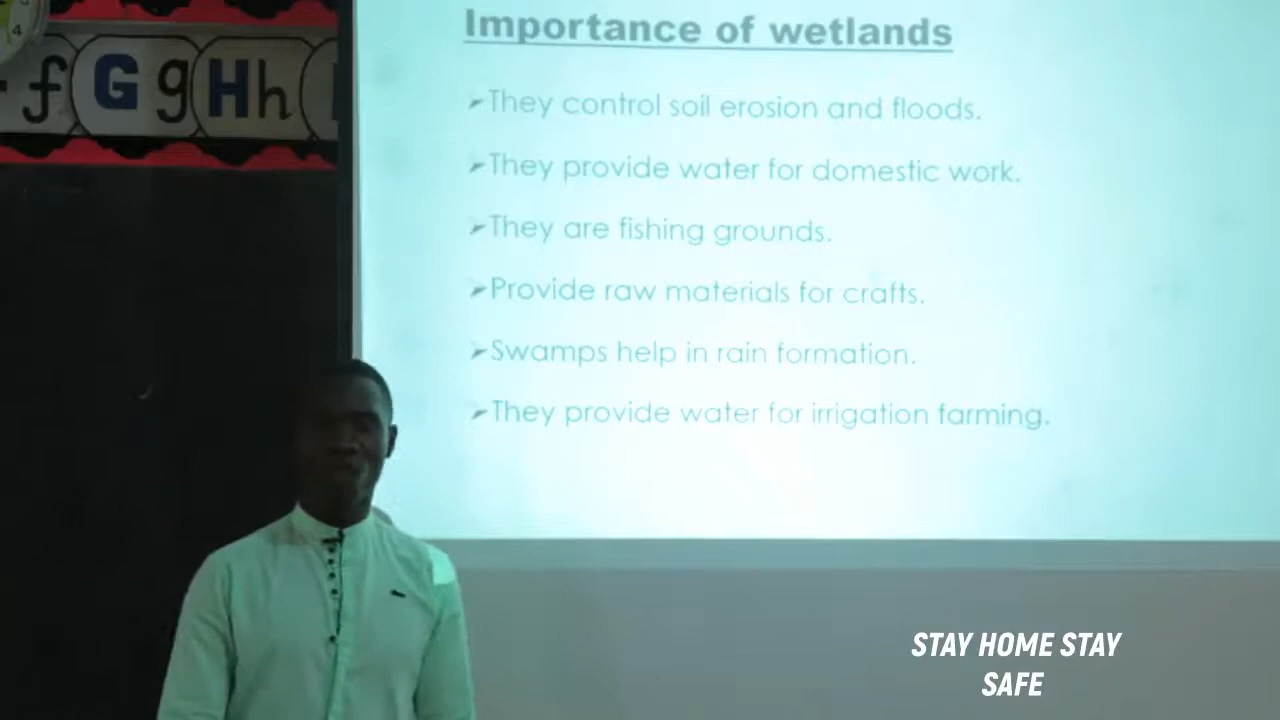 f G g H h
Importance of wetlands
➢They control soil erosion and floods.
➢They provide water for domestic work.
➢They are fishing grounds.
➢Provide raw materials for crafts.
➢Swamps help in rain formation.
➢They provide water for irrigation farming.
STAY HOME STAY
SAFE